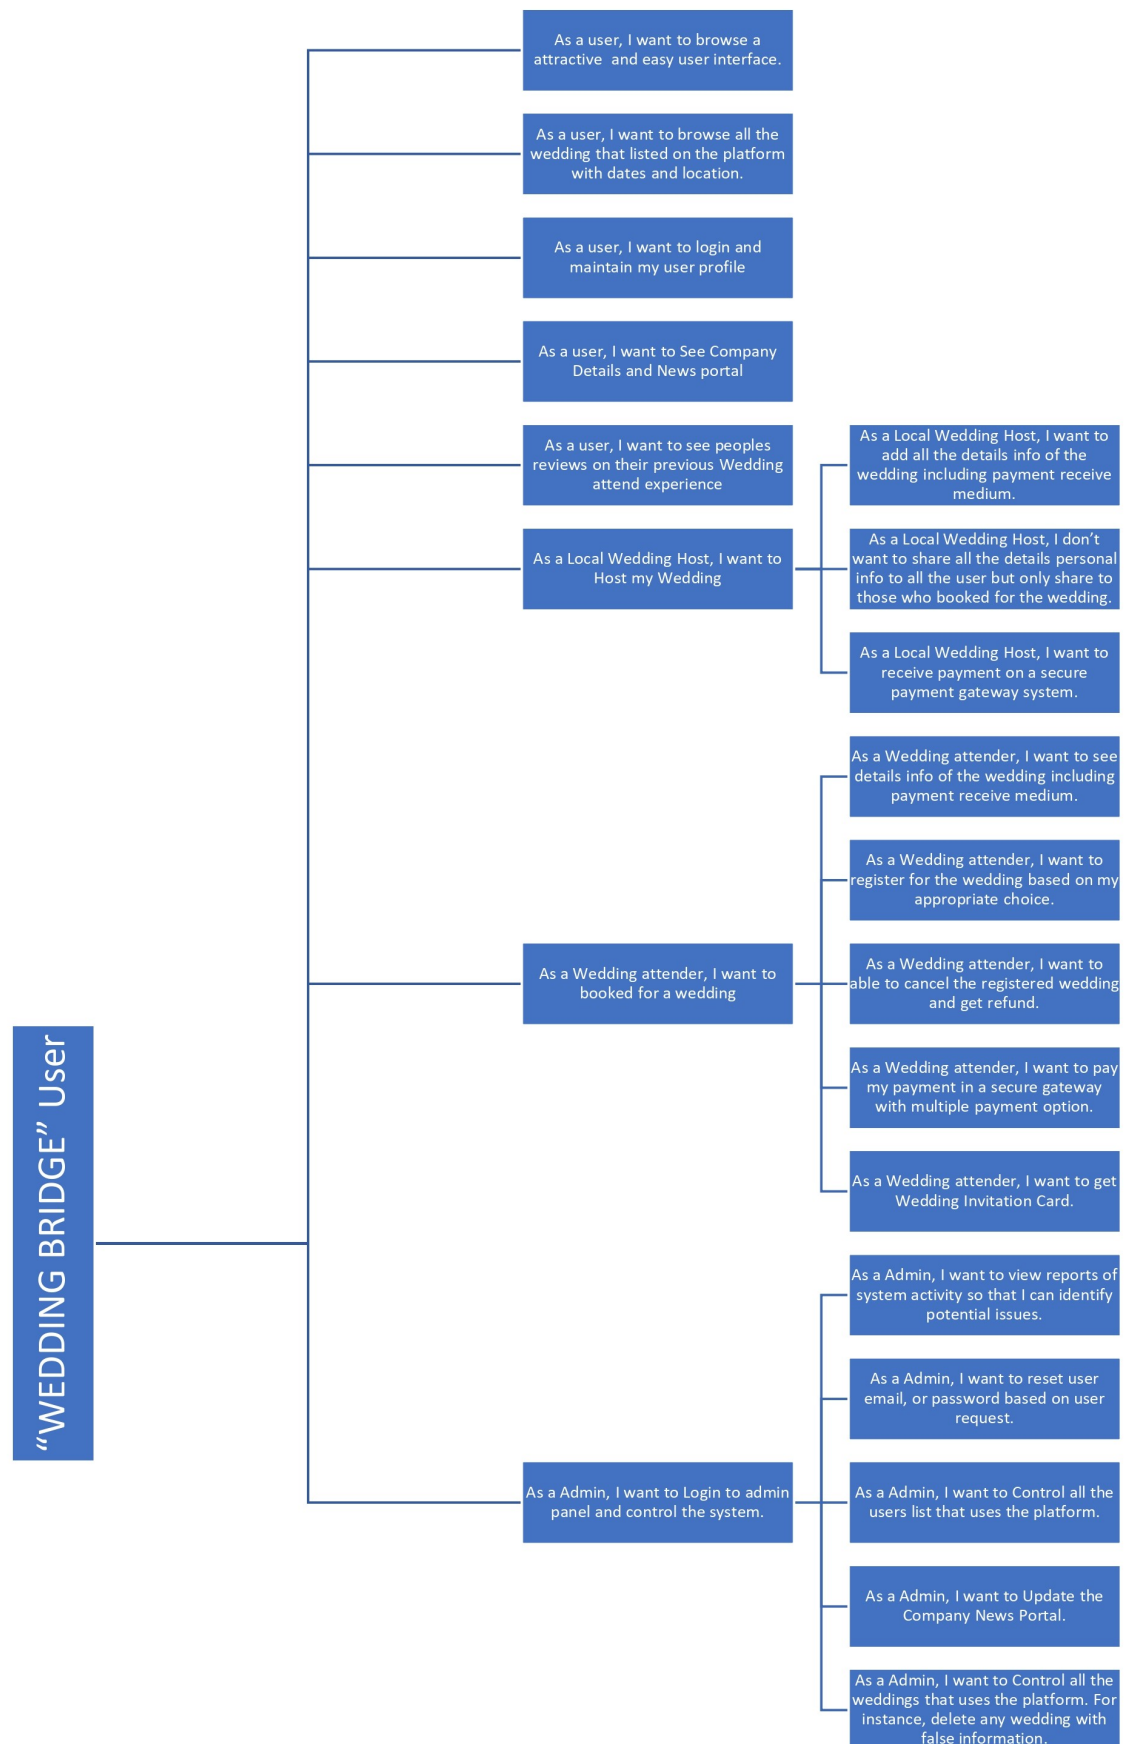 As a user, I want to browse a
attractive  and easy user interface.
As a user, I want to browse all the
wedding that listed on the platform
with dates and location.
As a user, I want to login and
maintain my user profile
As a user, I want to See Company
Details and News portal
As a user, I want to see peoples
reviews on their previous Wedding
attend experience
As a Local Wedding Host, I want to
Host my Wedding
As a Local Wedding Host, I want to
add all the details info of the
wedding including payment receive
medium.
As a Local Wedding Host, I don’t
want to share all the details personal
info to all the user but only share to
those who booked for the wedding.
As a Local Wedding Host, I want to
receive payment on a secure
payment gateway system.
As a Wedding attender, I want to
booked for a wedding
As a Wedding attender, I want to see
details info of the wedding including
payment receive medium.
As a Wedding attender, I want to
register for the wedding based on my
appropriate choice.
As a Wedding attender, I want to
able to cancel the registered wedding
and get refund.
As a Wedding attender, I want to pay
my payment in a secure gateway
with multiple payment option.
As a Wedding attender, I want to get
Wedding Invitation Card.
“WEDDING BRIDGE” User
As a Admin, I want to Login to admin
panel and control the system.
As a Admin, I want to view reports of
system activity so that I can identify
potential issues.
As a Admin, I want to reset user
email, or password based on user
request.
As a Admin, I want to Control all the
users list that uses the platform.
As a Admin, I want to Update the
Company News Portal.
As a Admin, I want to Control all the
weddings that uses the platform. For
instance, delete any wedding with
false information.